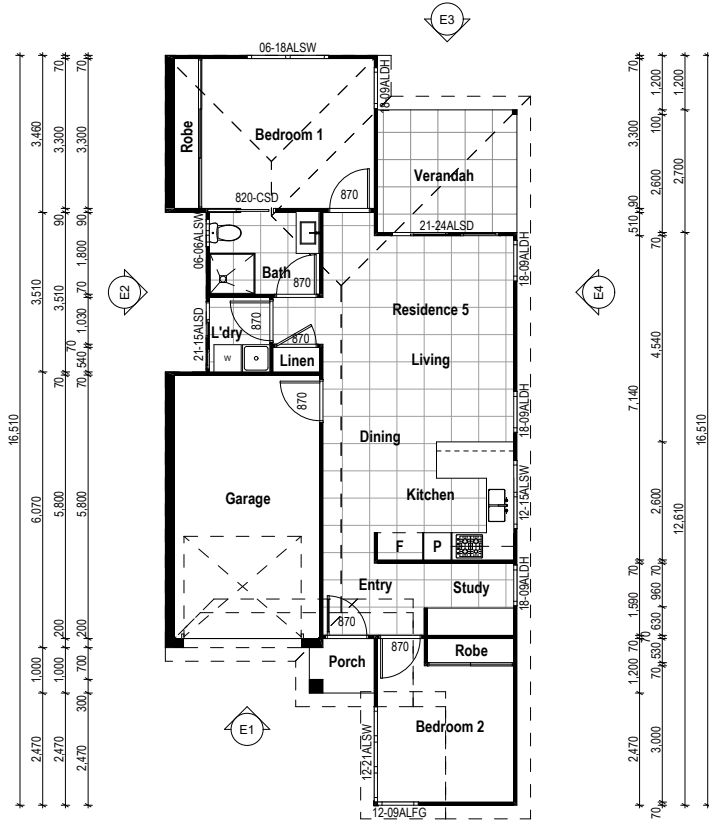 E3
06-18ALSW
18-09ALDH
Robe
Bedroom 1
Verandah
820-CSD
870
21-24ALSD
06-06ALSW
Bath
870
18-09ALDH
E2
E4
Residence 5
21-15ALSD
L'dry
870
870
W
Linen
Living
870
18-09ALDH
Dining
Garage
Kitchen
12-15ALSW
F
P
Entry
Study
18-09ALDH
870
870
Robe
Porch
E1
12-21ALSW
Bedroom 2
12-09ALFG
16,510
3,460
3,510
6,070
1,000
2,470
70
3,300
90
3,510
70
5,800
200
1,000
2,470
70
3,300
90
1,800
70
1,030
70
540
70
5,800
200
700
300
2,470
70
3,300
90
510
7,140
70
1,590
70
1,200
2,470
1,200
100
2,600
70
4,540
2,600
70
960
630
70
530
70
3,000
70
1,200
2,700
12,610
16,510